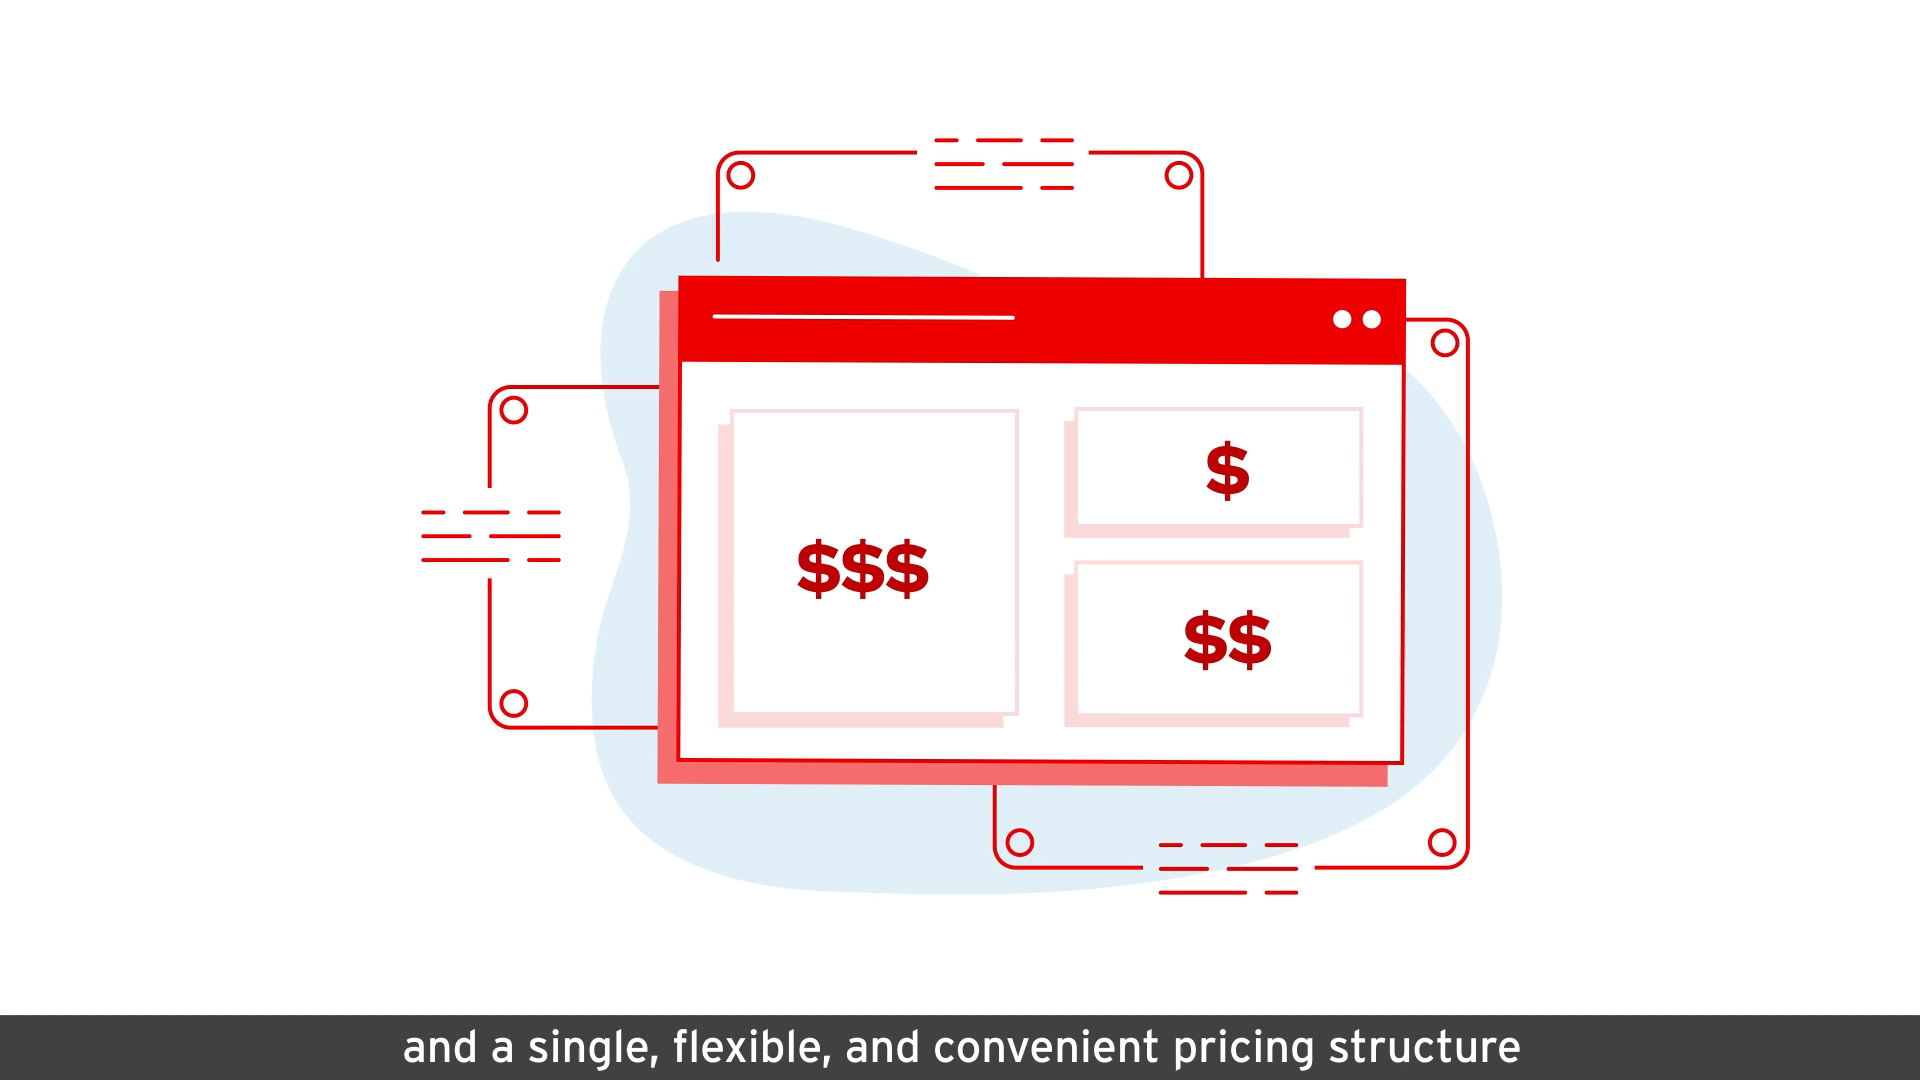 $$$
$
$$
and a single, flexible, and convenient pricing structure